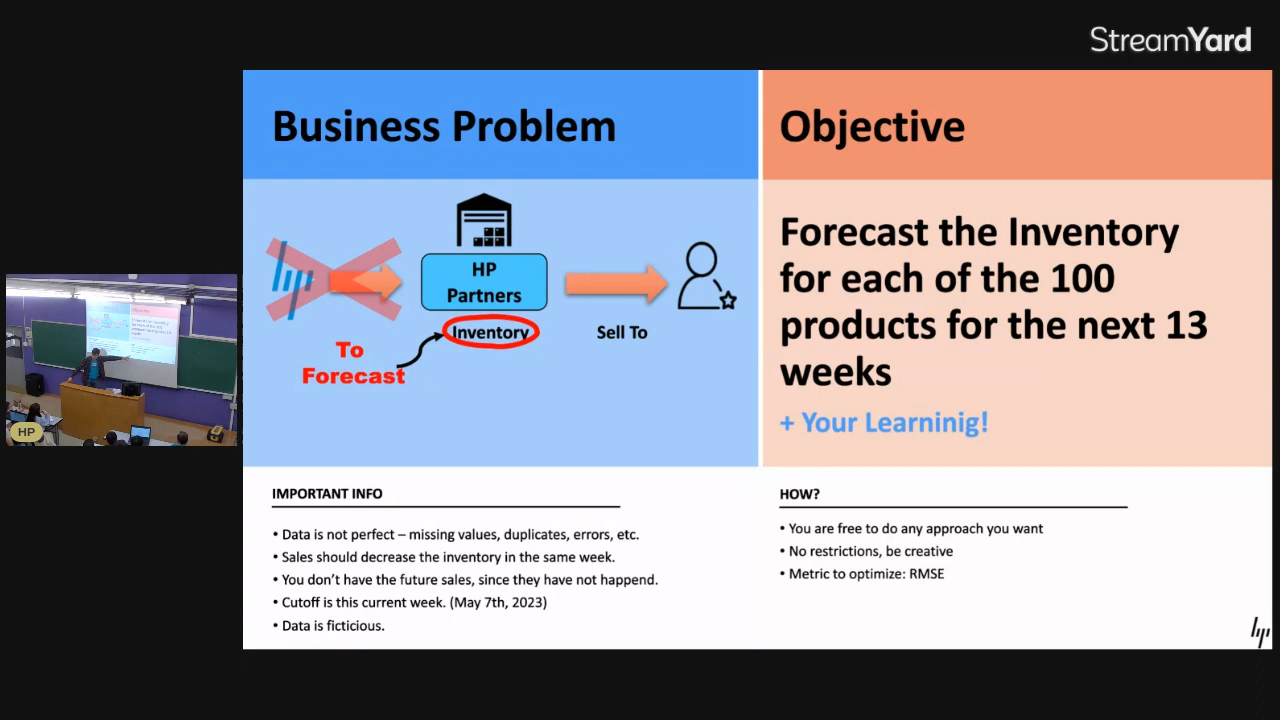 StreamYard
Business Problem
HP
Partners
Inventory
Sell To
To
Forecast
Objective
Forecast the Inventory
for each of the 100
products for the next 13
weeks
+ Your Learninig!
IMPORTANT INFO
• Data is not perfect – missing values, duplicates, errors, etc.
• Sales should decrease the inventory in the same week.
• You don't have the future sales, since they have not happend.
• Cutoff is this current week. (May 7th, 2023)
• Data is ficticious.
HOW?
• You are free to do any approach you want
• No restrictions, be creative
• Metric to optimize: RMSE
hp
HP